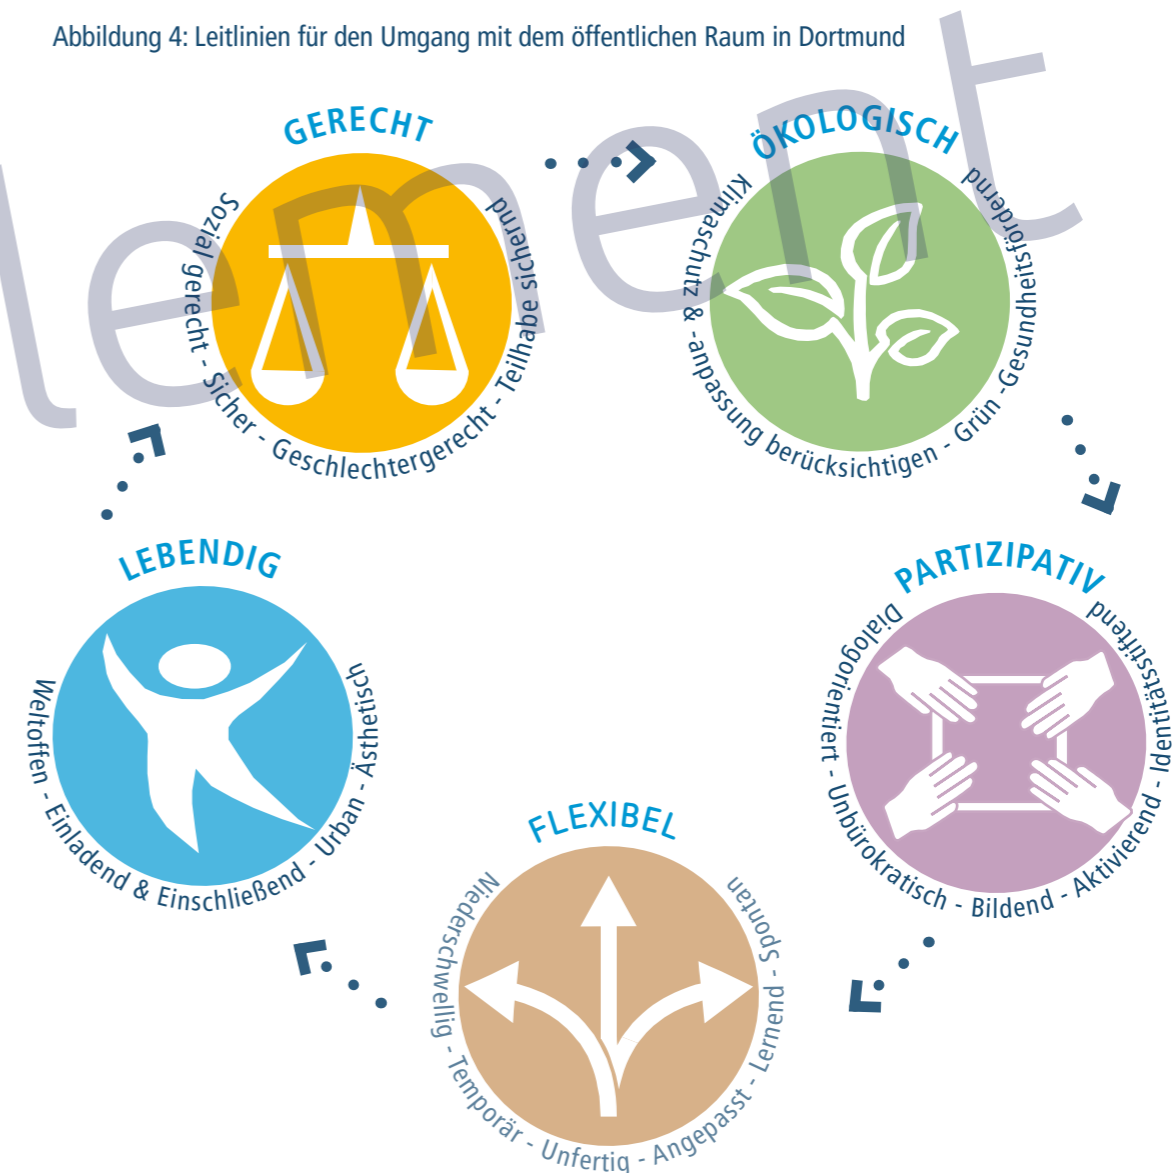 Abbildung 4: Leitlinien für den Umgang mit dem öffentlichen Raum in Dortmund
GERECHT
Sozial gerecht - Sicher - Geschlechtergerecht - Teilhabe sichernd
ÖKOLOGISCH
Klimaschutz & -anpassung berücksichtigen - Grün -Gesundheitsfördernd
PARTIZIPATIV
Dialogorientiert - Unbürokratisch - Bildend - Aktivierend - Identitätsstiftend
FLEXIBEL
Niederschwellig - Temporär - Unfertig - Angepasst - Lernend - Spontan
LEBENDIG
Weltoffen - Einladend & Einschließend - Urban - Ästhetisch
lement